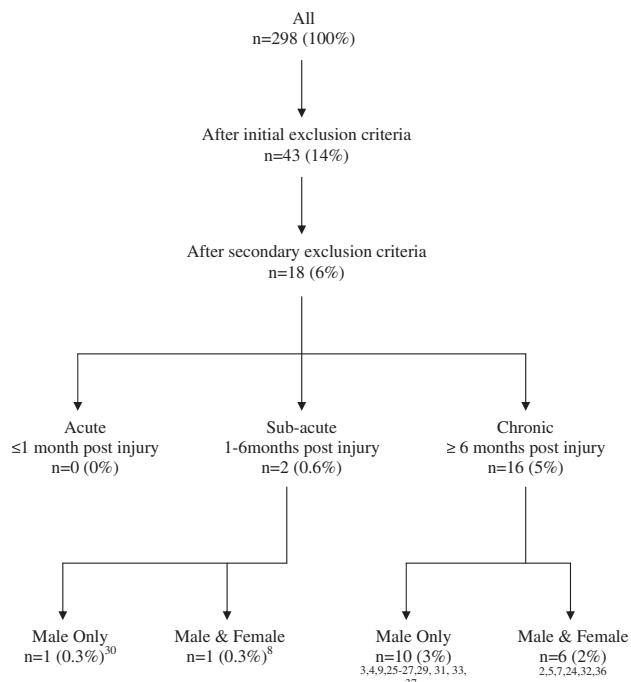 All
n=298 (100%)
After initial exclusion criteria
n=43 (14%)
After secondary exclusion criteria
n=18 (6%)
Acute
≤1 month post injury
n=0 (0%)
Sub-acute
1-6months post injury
n=2 (0.6%)
Chronic
≥ 6 months post injury
n=16 (5%)
Male Only
n=1 (0.3%)30
Male & Female
n=1 (0.3%)8
Male Only
n=10 (3%)
3,4,9,25-27,29, 31, 33,
37
Male & Female
n=6 (2%)
2,5,7,24,32,36